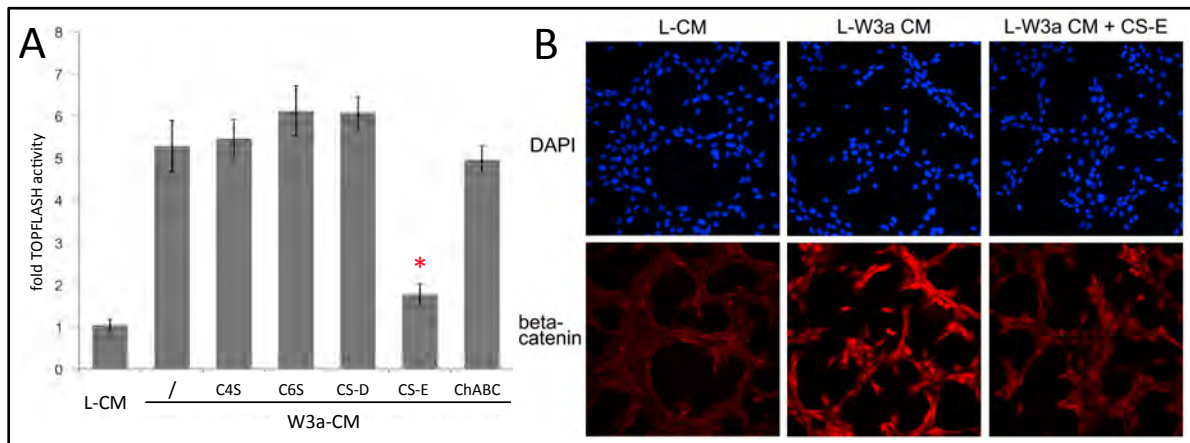 A
fold TOPFLASH activity
8
7
6
5
4
3
2
1
0
*
L-CM
/ C4S C6S CS-D CS-E ChABC
W3a-CM
B
L-CM L-W3a CM L-W3a CM + CS-E
DAPI
beta-
catenin